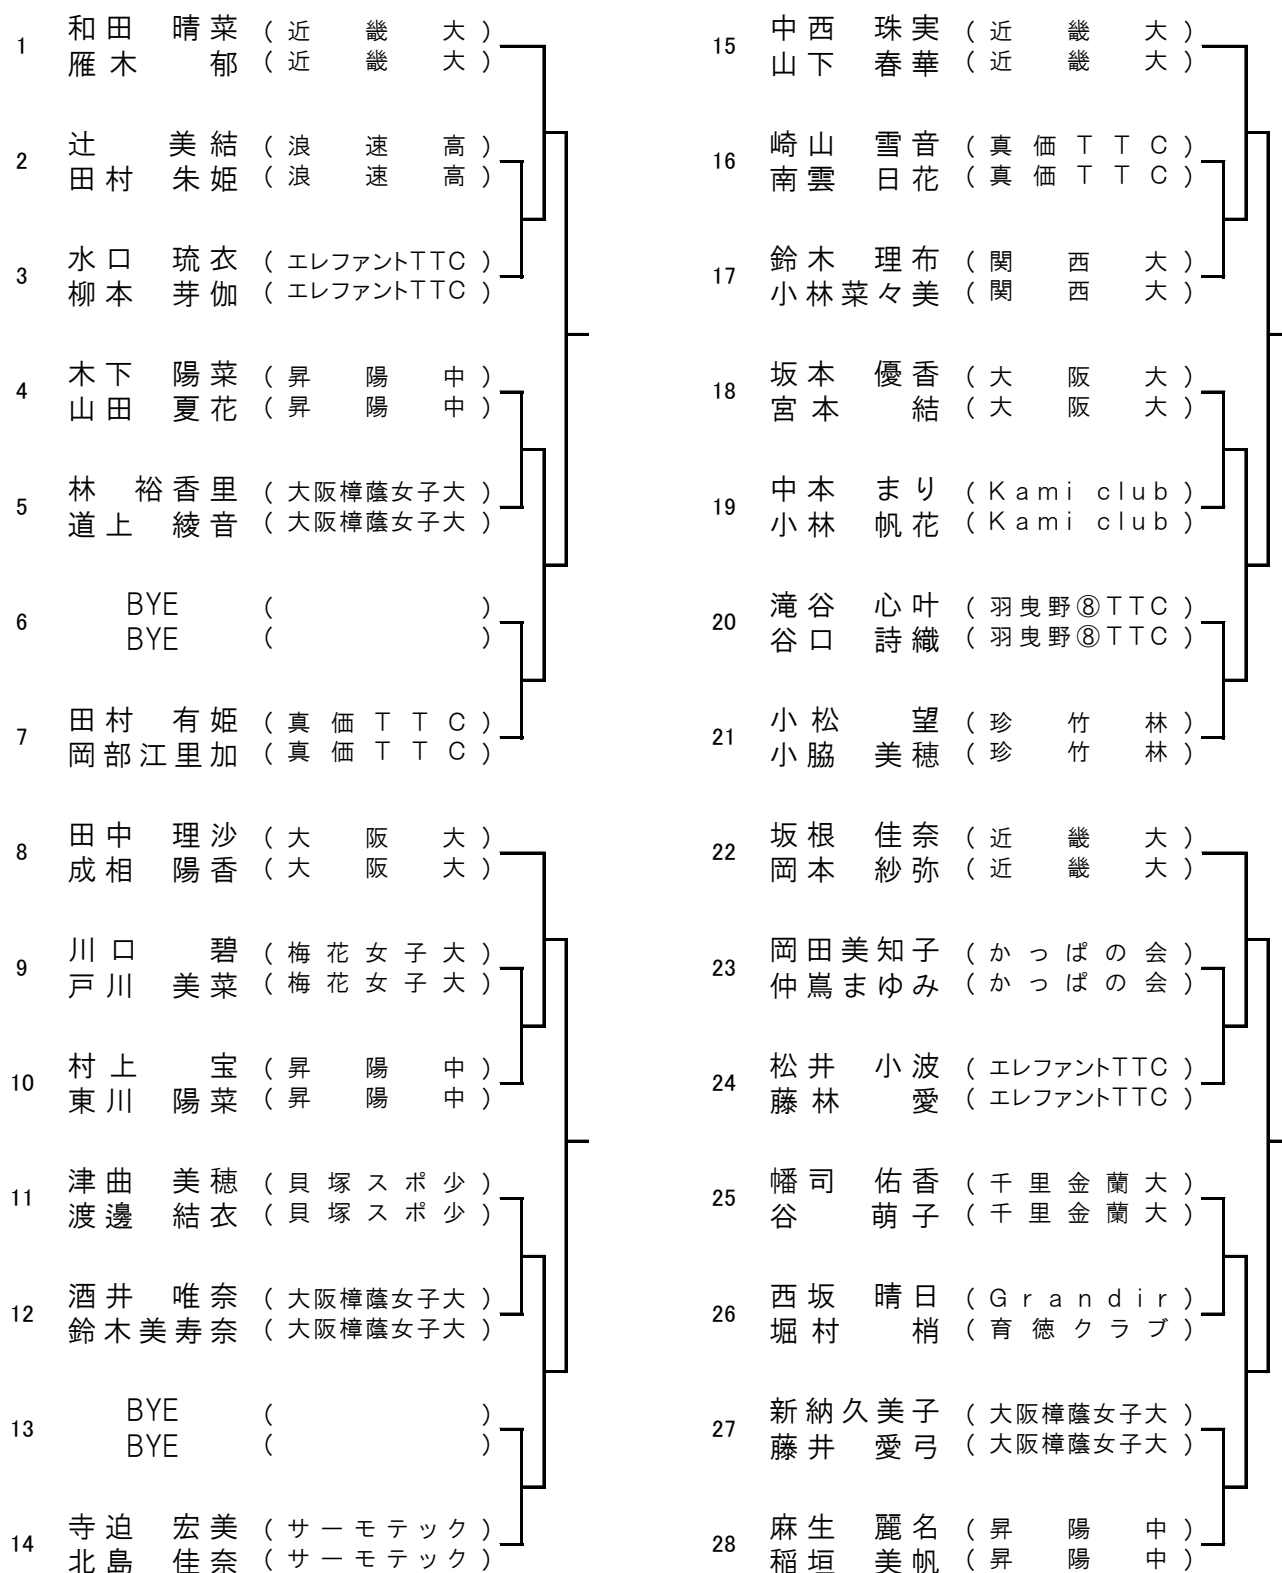 1 和田 晴菜 (近畿大)
雁木 郁 (近畿大)
2 辻 美結 (浪速高)
田村 朱姫 (浪速高)
3 水口 琉衣 (エレファントTTC)
柳本 芽伽 (エレファントTTC)
4 木下 陽菜 (昇陽中)
山田 夏花 (昇陽中)
5 林 裕香里 (大阪樟蔭女子大)
道上 綾音 (大阪樟蔭女子大)
6 BYE ( )
BYE ( )
7 田村 有姫 (真価TTC)
岡部江里加 (真価TTC)
8 田中 理沙 (大阪大)
成相 陽香 (大阪大)
9 川口 碧 (梅花女子大)
戸川 美菜 (梅花女子大)
10 村上 宝 (昇陽中)
東川 陽菜 (昇陽中)
11 津曲 美穂 (貝塚スポ少)
渡邊 結衣 (貝塚スポ少)
12 酒井 唯奈 (大阪樟蔭女子大)
鈴木美寿奈 (大阪樟蔭女子大)
13 BYE ( )
BYE ( )
14 寺迫 宏美 (サーモテック)
北島 佳奈 (サーモテック)
15 中西 珠実 (近畿大)
山下 春華 (近畿大)
16 崎山 雪音 (真価TTC)
南雲 日花 (真価TTC)
17 鈴木 理布 (関西大)
小林菜々美 (関西大)
18 坂本 優香 (大阪大)
宮本 結 (大阪大)
19 中本 まり (Kami club)
小林 帆花 (Kami club)
20 滝谷 心叶 (羽曳野⑧TTC)
谷口 詩織 (羽曳野⑧TTC)
21 小松 望 (珍竹林)
小脇 美穂 (珍竹林)
22 坂根 佳奈 (近畿大)
岡本 紗弥 (近畿大)
23 岡田美知子 (かっぱの会)
仲嶌まゆみ (かっぱの会)
24 松井 小波 (エレファントTTC)
藤林 愛 (エレファントTTC)
25 幡司 佑香 (千里金蘭大)
谷 萌子 (千里金蘭大)
26 西坂 晴日 (Grandir)
堀村 梢 (育徳クラブ)
27 新納久美子 (大阪樟蔭女子大)
藤井 愛弓 (大阪樟蔭女子大)
28 麻生 麗名 (昇陽中)
稲垣 美帆 (昇陽中)